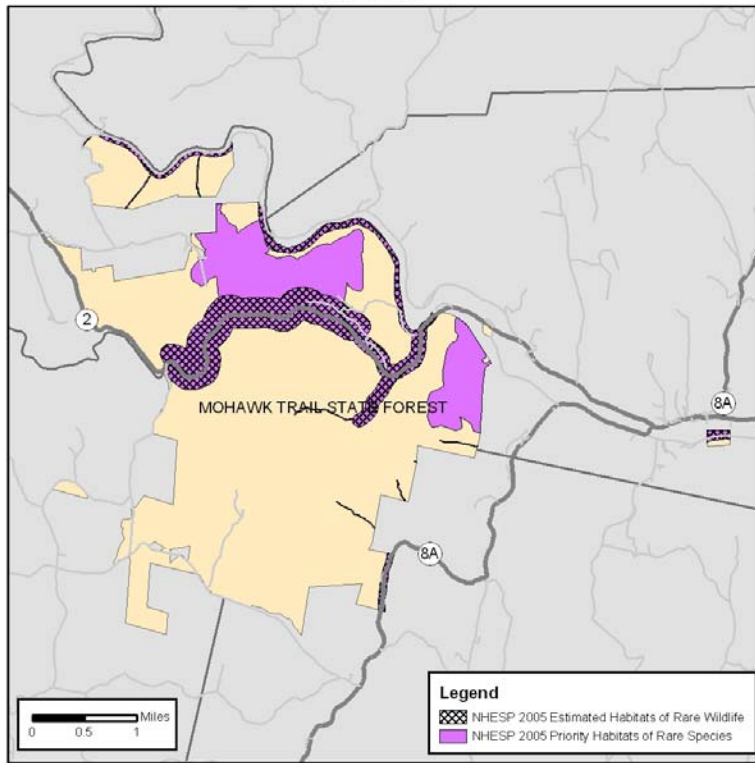 2
MOHAWK TRAIL STATE FOREST
8A
8A
Legend
NHESP 2005 Estimated Habitats of Rare Wildlife
NHESP 2005 Priority Habitats of Rare Species
Miles
0 0.5 1